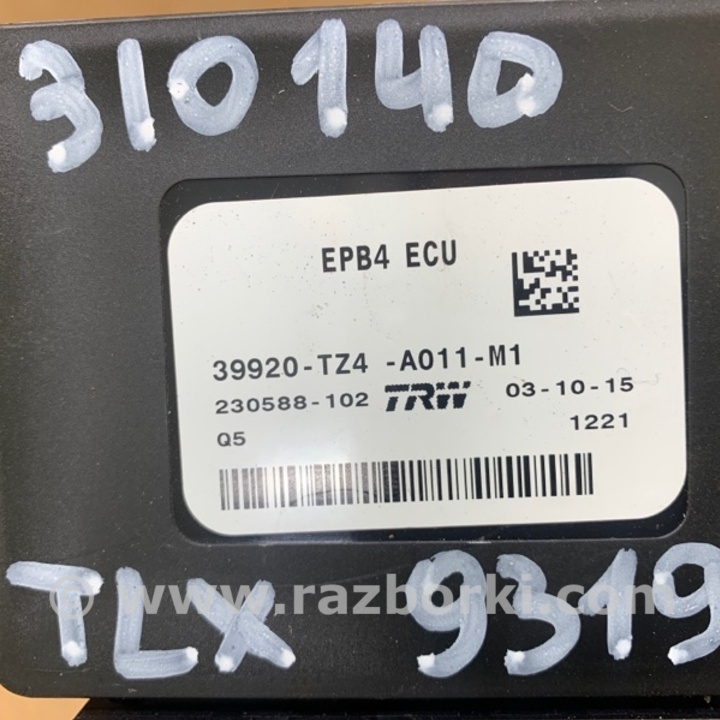 310140
EPB4 ECU
39920-TZ4 -A011-M1
230588-102 TRW 03-10-15
Q5 1221
TLX 9319
© www.razborki.com